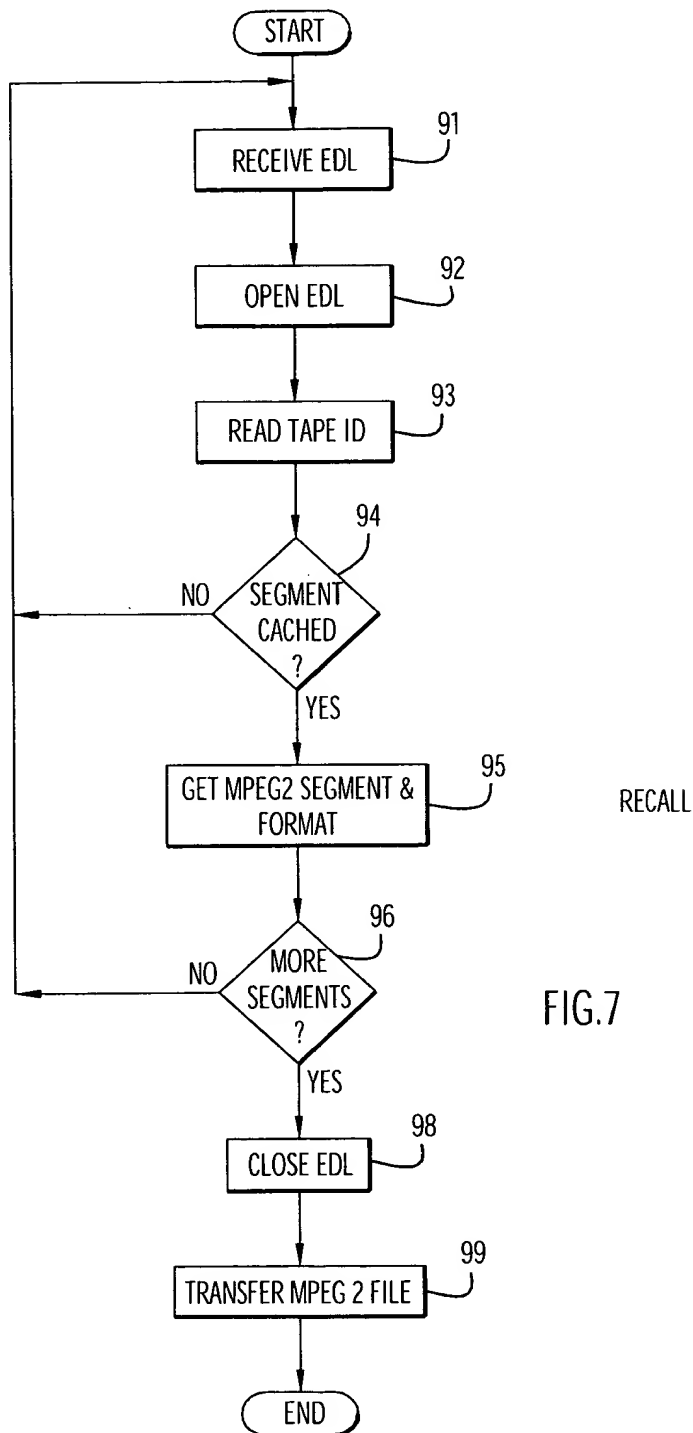 START
91
RECEIVE EDL
92
OPEN EDL
93
READ TAPE ID
94
NO
SEGMENT
CACHED
?
YES
95
GET MPEG2 SEGMENT &
FORMAT
RECALL
96
NO
MORE
SEGMENTS
?
FIG.7
YES
98
CLOSE EDL
99
TRANSFER MPEG 2 FILE
END